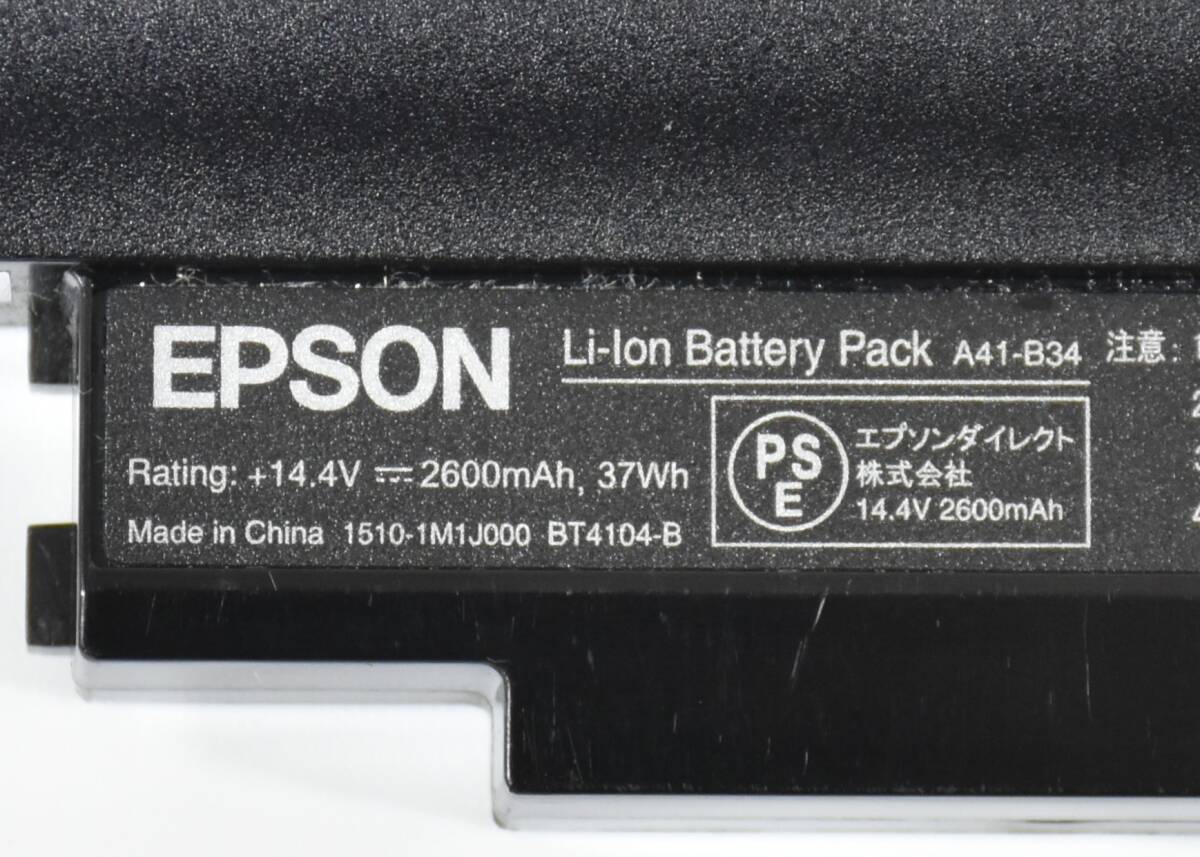 EPSON
Li-Ion Battery Pack A41-B34
Rating: +14.4V ⎓ 2600mAh, 37Wh
Made in China 1510-1M1J000 BT4104-B
PS
E
エプソンダイレクト
株式会社
14.4V 2600mAh
注意: